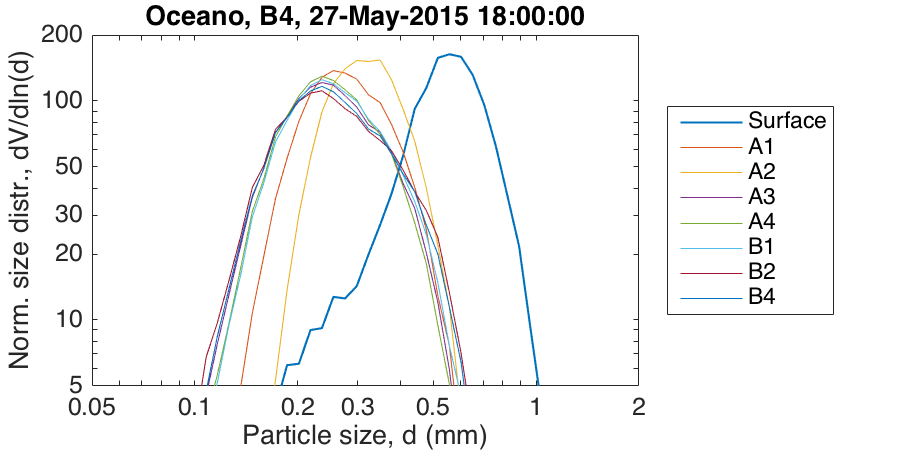 Oceano, B4, 27-May-2015 18:00:00
Norm. size distr., dV/dln(d)
200
100
50
30
20
10
5
0.05 0.1 0.2 0.3 0.5 1 2
Particle size, d (mm)
Surface
A1
A2
A3
A4
B1
B2
B4